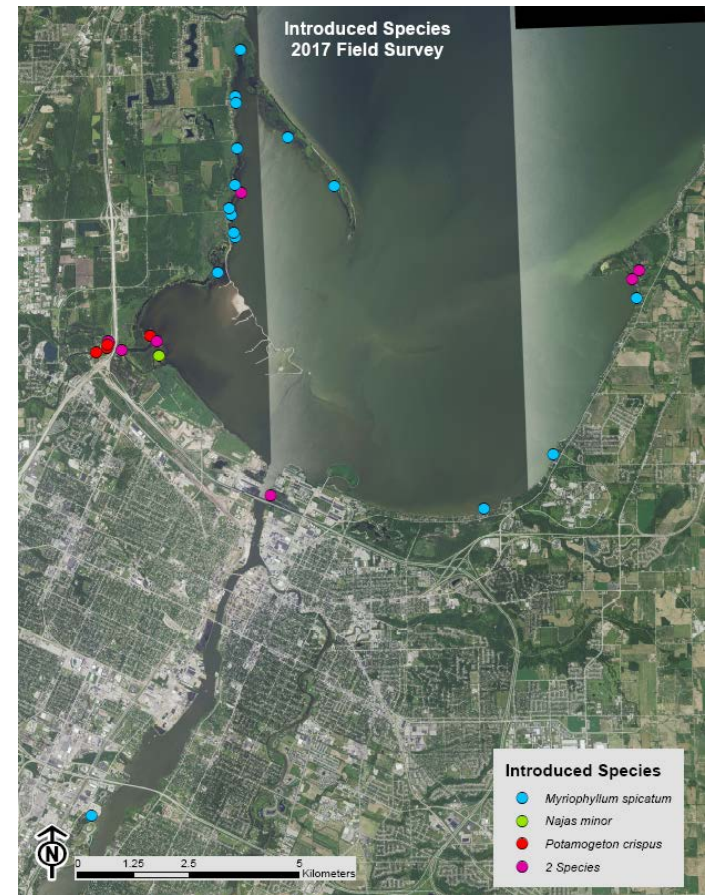 Introduced Species
2017 Field Survey
Introduced Species
Myriophyllum spicatum
Najas minor
Potamogeton crispus
2 Species
N
0 1.25 2.5 5
Kilometers